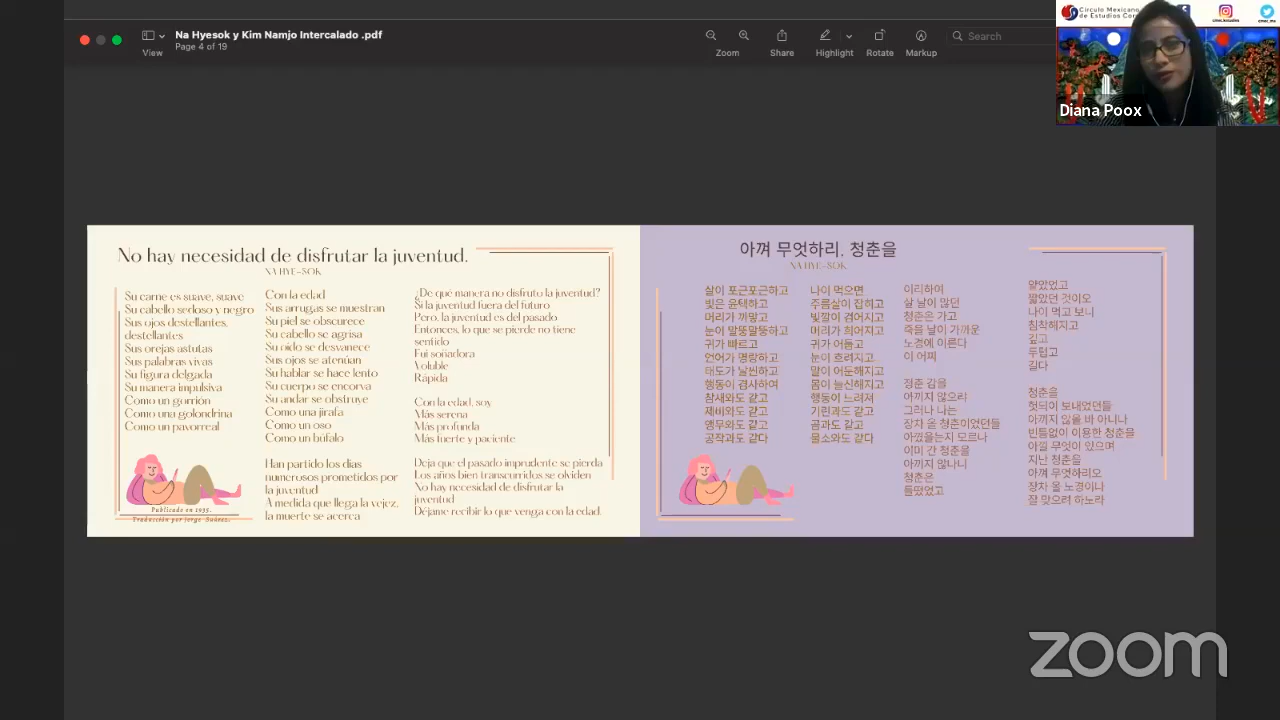 Na Hyesok y Kim Namjo Intercalado .pdf
Page 4 of 19
View
Zoom
Share
Highlight
Rotate
Markup
Search
Círculo Mexicano
de Estudios
Diana Poox
No hay necesidad de disfrutar la juventud.
NA HYE-SOK
Su carne es suave, suave
Su cabello sedoso y negro
Sus ojos destellantes,
destellantes
Sus orejas astutas
Sus palabras vivas
Su figura delgada
Su manera impulsiva
Como un gorrión
Como una golondrina
Como un pavorreal
Publicado en 1935.
Traducción por Jorge Suárez.
Con la edad
Sus arrugas se muestran
Su piel se obscurece
Su cabello se agrisa
Su oído se desvanece
Sus ojos se atenúan
Su hablar se hace lento
Su cuerpo se encorva
Su andar se obstruye
Como una jirafa
Como un oso
Como un búfalo
Han partido los días
numerosos prometidos por
la juventud
A medida que llega la vejez,
la muerte se acerca
¿De qué manera no disfruto la juventud?
Si la juventud fuera del futuro
Pero, la juventud es del pasado
Entonces, lo que se pierde no tiene
sentido
Fui soñadora
Voluble
Rápida
Con la edad, soy
Más serena
Más profunda
Más fuerte y paciente
Deja que el pasado imprudente se pierda
Los años bien transcurridos se olviden
No hay necesidad de disfrutar la
juventud
Déjame recibir lo que venga con la edad.
아껴 무엇하리, 청춘을
NA HYE-SOK
살이 포근포근하고
빛은 윤택하고
머리가 까맣고
눈이 말뚱말뚱하고
귀가 빠르고
언어가 명랑하고
태도가 날씬하고
행동이 겸사하여
참새와도 같고
제비와도 같고
앵무와도 같고
공작과도 같다
나이 먹으면
주름살이 잡히고
빛깔이 검어지고
머리가 희어지고
귀가 어둡고
눈이 흐려지고
말이 어둔해지고
몸이 늘신해지고
행동이 느려져
기린과도 같고
곰과도 같고
물소와도 같다
이리하여
살 날이 많던
청춘은 가고
죽을 날이 가까운
노경에 이른다
이 어찌
청춘 감을
아끼지 않으랴
그러나 나는
장차 올 청춘이었던들
아꼈을는지 모르나
이미 간 청춘을
아끼지 않나니
청춘은
들떴었고
얕았었고
짧았던 것이오
나이 먹고 보니
침착해지고
깊고
두텁고
길다
청춘을
헛되이 보내었던들
아까지 않을 바 아니나
빈틈없이 이용한 청춘을
아낄 무엇이 있으며
지난 청춘을
아껴 무엇하리오
장차 올 노경이나
잘 맞으려 하노라
zoom